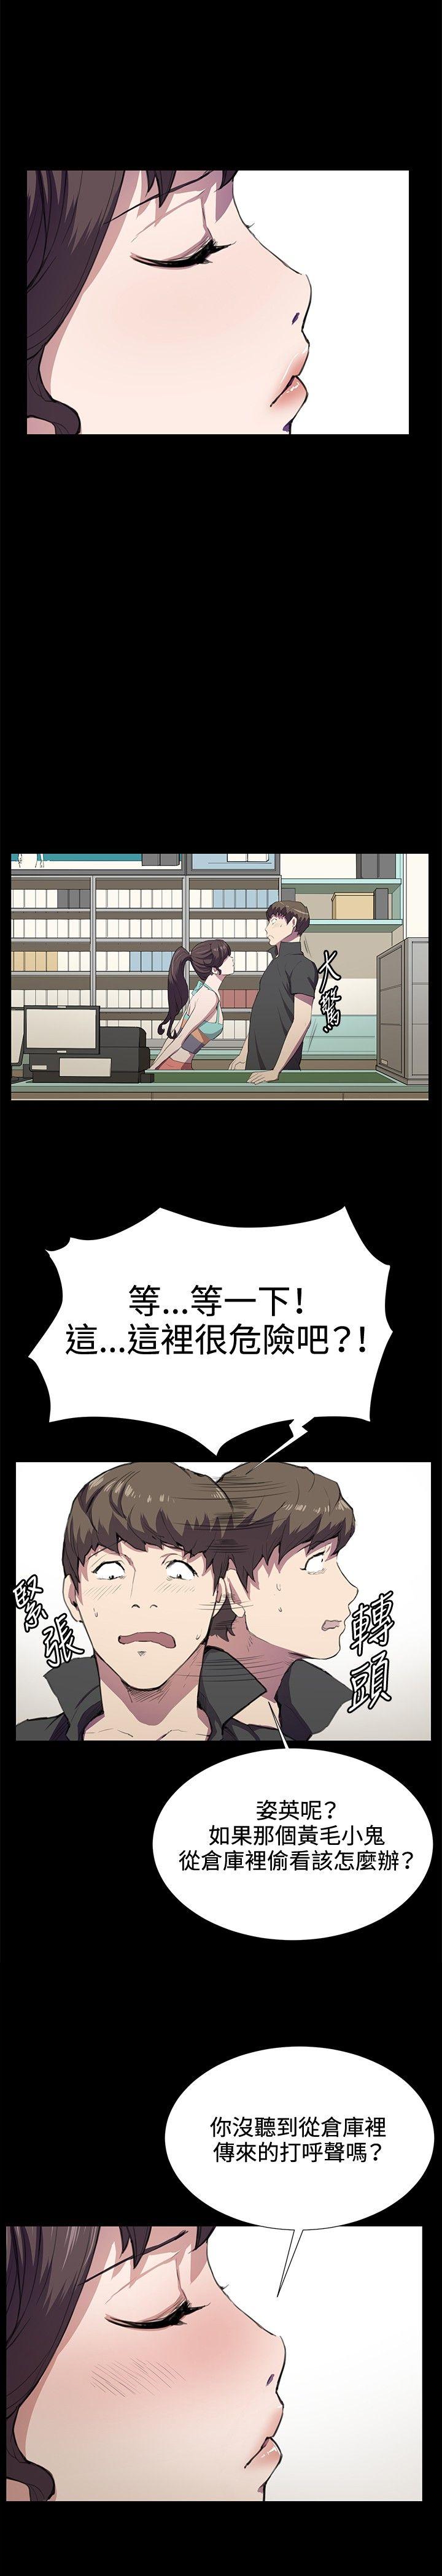 大驚
等...等一下!
這...這裡很危險吧?!
緊張
轉頭
姿英呢?
如果那個黃毛小鬼
從倉庫裡偷看該怎麼辦?
你沒聽到從倉庫裡
傳來的打呼聲嗎?